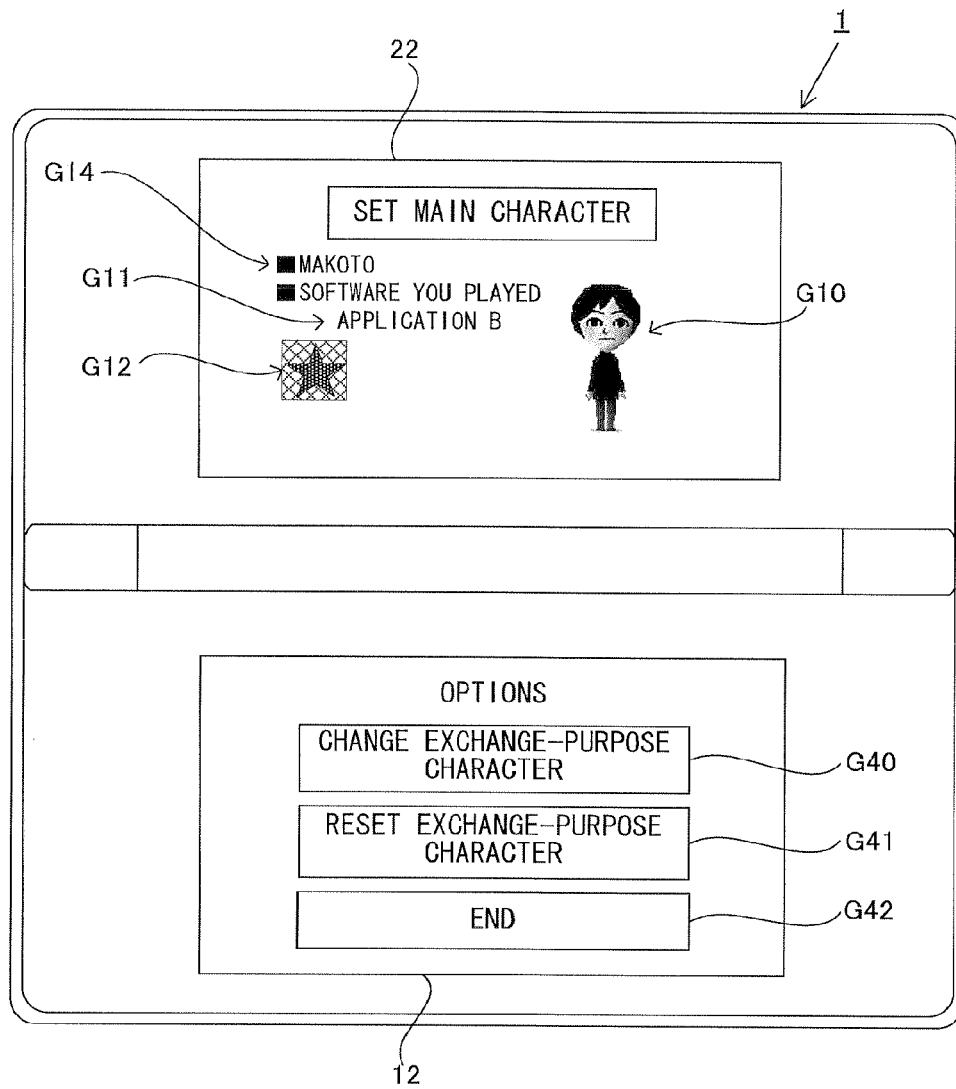 1
22
G14
SET MAIN CHARACTER
MAKOTO
G11
SOFTWARE YOU PLAYED
G10
APPLICATION B
G12
OPTIONS
CHANGE EXCHANGE-PURPOSE
CHARACTER
G40
RESET EXCHANGE-PURPOSE
CHARACTER
G41
END
G42
12